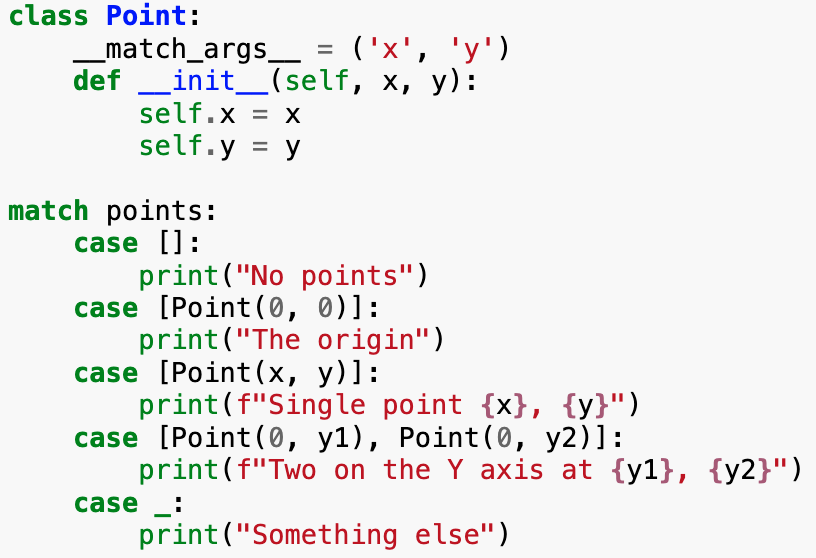 class Point:
    __match_args__ = ('x', 'y')
    def __init__(self, x, y):
        self.x = x
        self.y = y

match points:
    case []:
        print("No points")
    case [Point(0, 0)]:
        print("The origin")
    case [Point(x, y)]:
        print(f"Single point {x}, {y}")
    case [Point(0, y1), Point(0, y2)]:
        print(f"Two on the Y axis at {y1}, {y2}")
    case _:
        print("Something else")